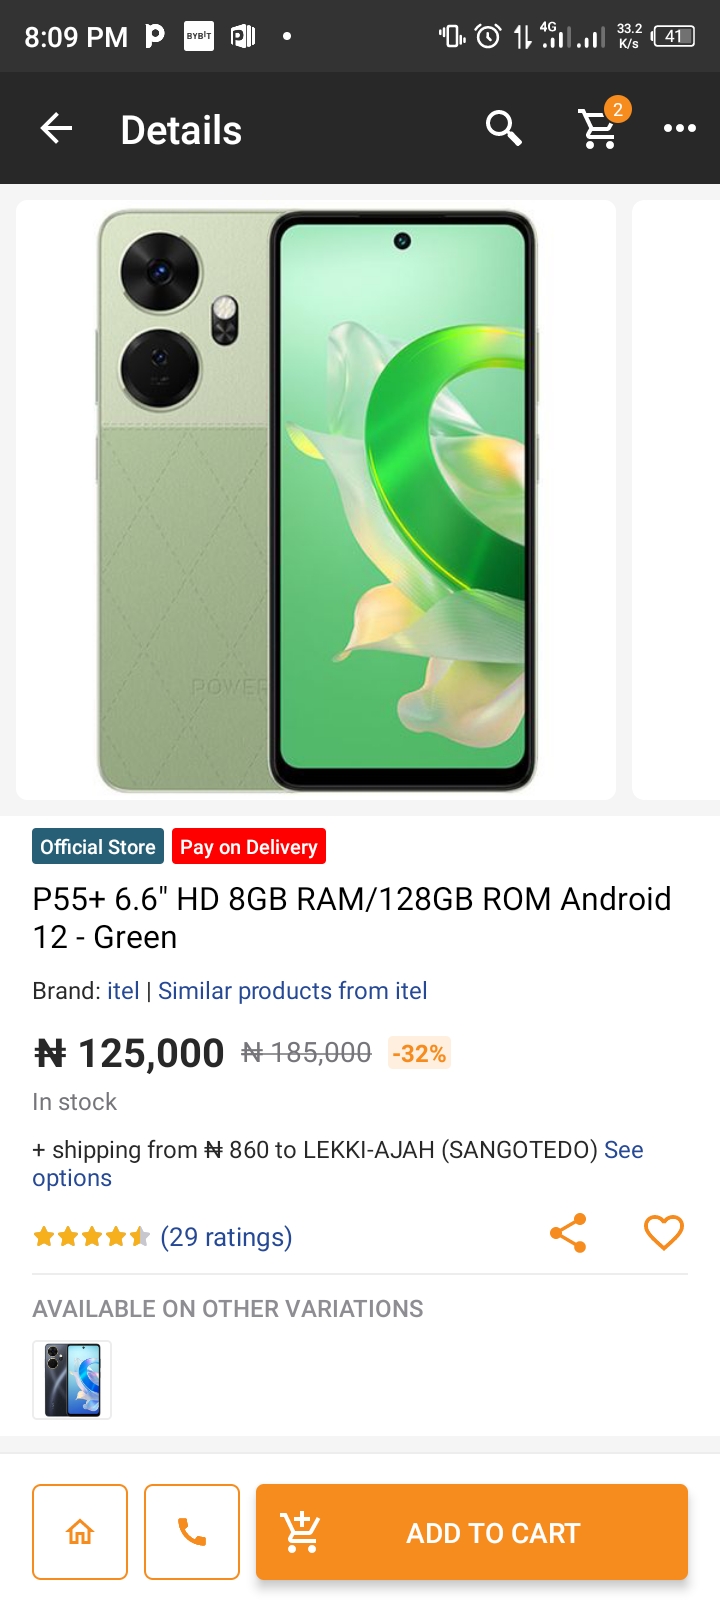 8:09 PM
BYBIT
4G
33.2
K/s
41
Details
2
POWER
Official Store
Pay on Delivery
P55+ 6.6" HD 8GB RAM/128GB ROM Android
12 - Green
Brand: itel | Similar products from itel
₦ 125,000 ₦ 185,000 -32%
In stock
+ shipping from ₦ 860 to LEKKI-AJAH (SANGOTEDO) See
options
(29 ratings)
AVAILABLE ON OTHER VARIATIONS
ADD TO CART